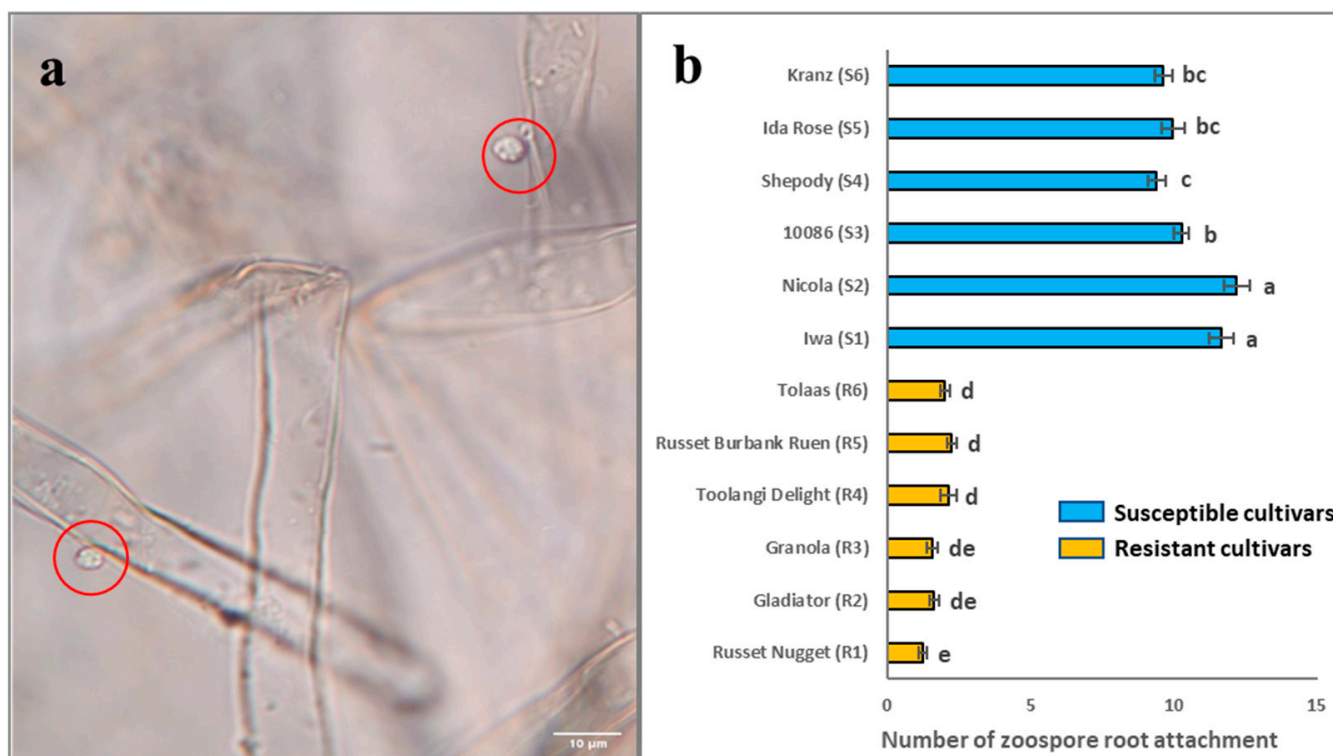 a
10 µm
b
Kranz (S6) bc
Ida Rose (S5) bc
Shepody (S4) c
10086 (S3) b
Nicola (S2) a
Iwa (S1) a
Tolaas (R6) d
Russet Burbank Ruen (R5) d
Toolangi Delight (R4) d
Granola (R3) de
Gladiator (R2) de
Russet Nugget (R1) e
Susceptible cultivars
Resistant cultivars
0 5 10 15
Number of zoospore root attachment